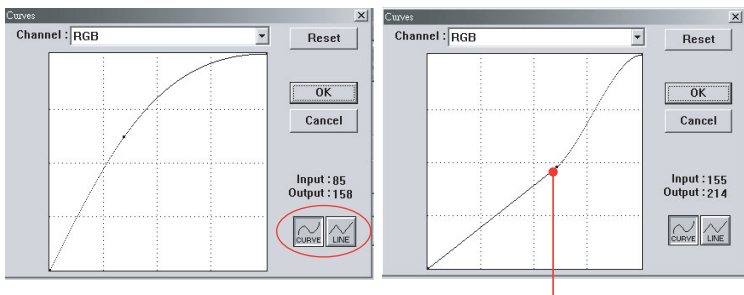 Curves
Channel : RGB
Reset
OK
Cancel
Input : 85
Output : 158
CURVE LINE
Curves
Channel : RGB
Reset
OK
Cancel
Input : 155
Output : 214
CURVE LINE